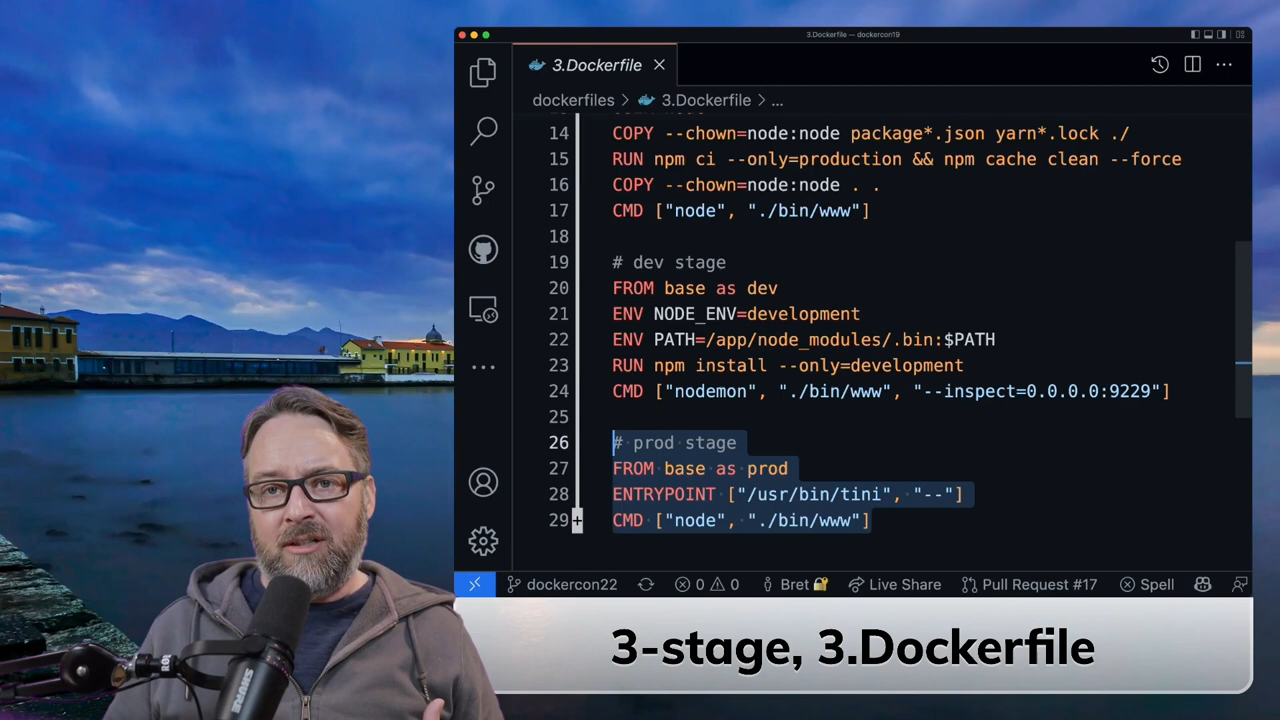 3.Dockerfile — dockercon19
3.Dockerfile
dockerfiles > 3.Dockerfile > ...
14 COPY --chown=node:node package*.json yarn*.lock ./
15 RUN npm ci --only=production && npm cache clean --force
16 COPY --chown=node:node . .
17 CMD ["node", "./bin/www"]
18
19 # dev stage
20 FROM base as dev
21 ENV NODE_ENV=development
22 ENV PATH=/app/node_modules/.bin:$PATH
23 RUN npm install --only=development
24 CMD ["nodemon", "./bin/www", "--inspect=0.0.0.0:9229"]
25
26 # prod stage
27 FROM base as prod
28 ENTRYPOINT ["/usr/bin/tini", "--"]
29 CMD ["node", "./bin/www"]
dockercon22 0 0 Bret Live Share Pull Request #17 Spell
3-stage, 3.Dockerfile
SHURE